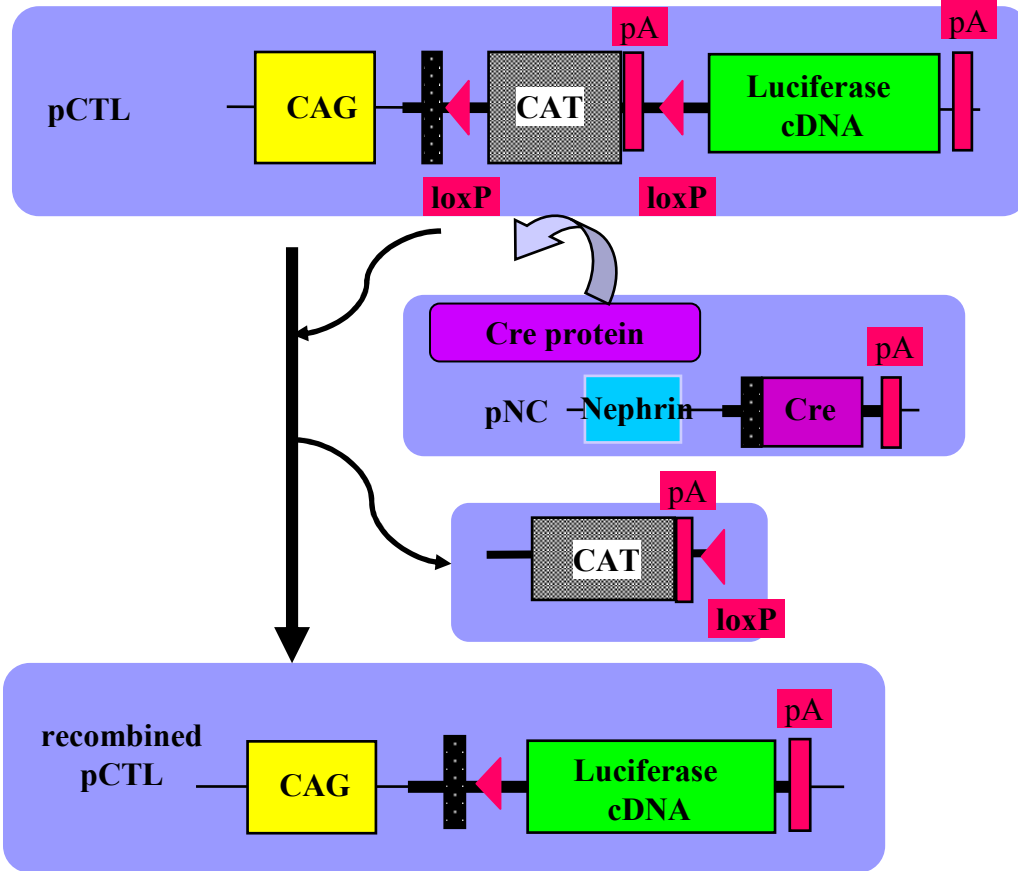 pA
pA
pCTL
CAG
CAT
Luciferase
cDNA
loxP
loxP
Cre protein
pA
pNC
Nephrin
Cre
pA
CAT
loxP
pA
recombined
pCTL
CAG
Luciferase
cDNA